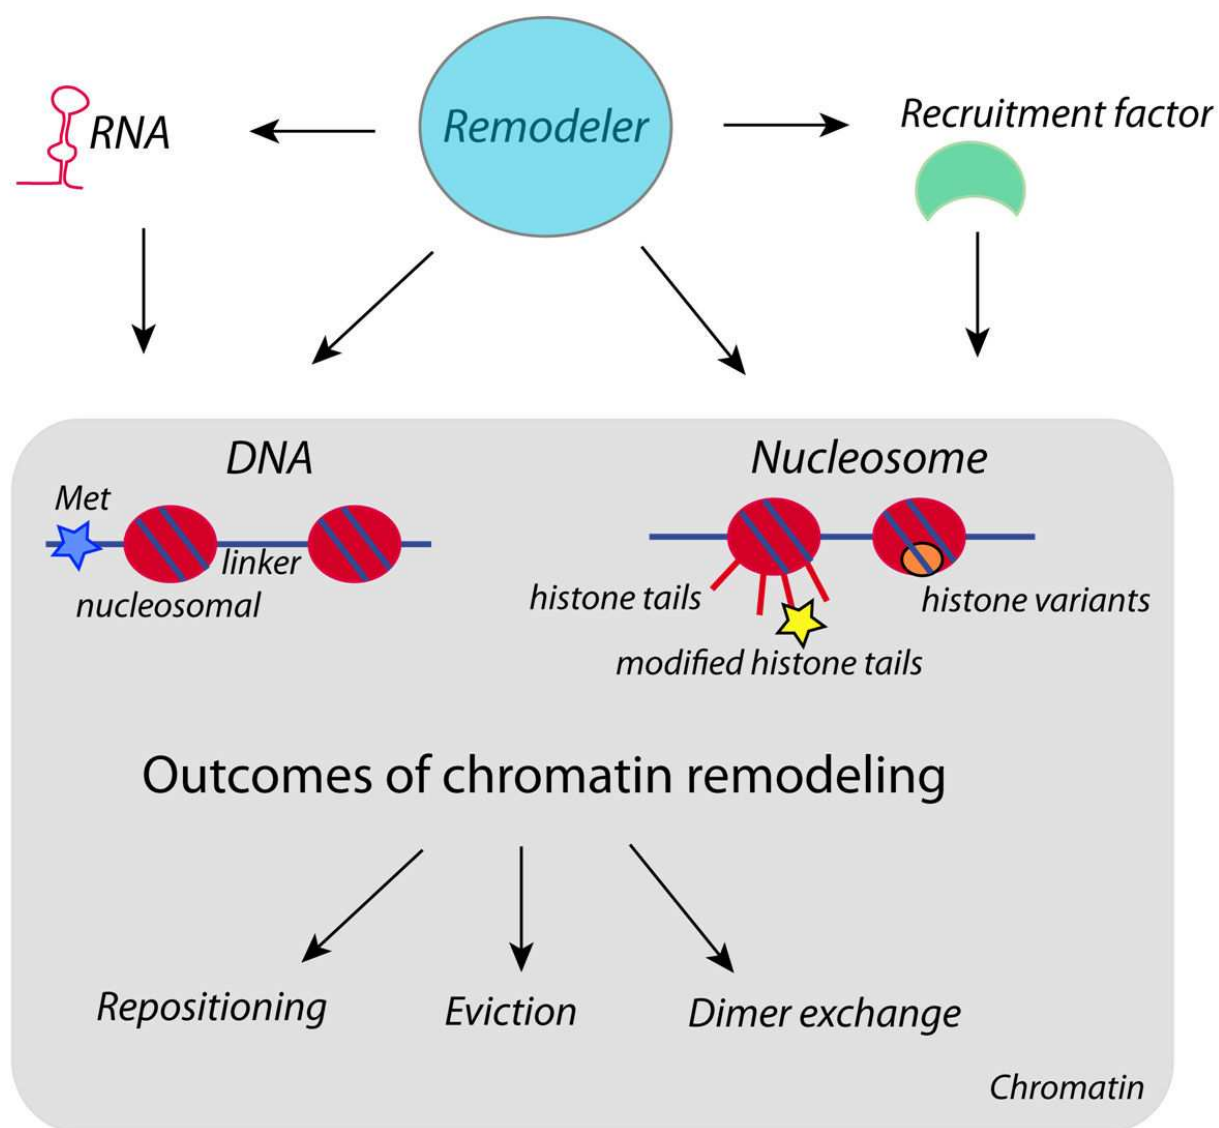 RNA
Remodeler
Recruitment factor
DNA
Nucleosome
Met
linker
nucleosomal
histone tails
histone variants
modified histone tails
Outcomes of chromatin remodeling
Repositioning
Eviction
Dimer exchange
Chromatin